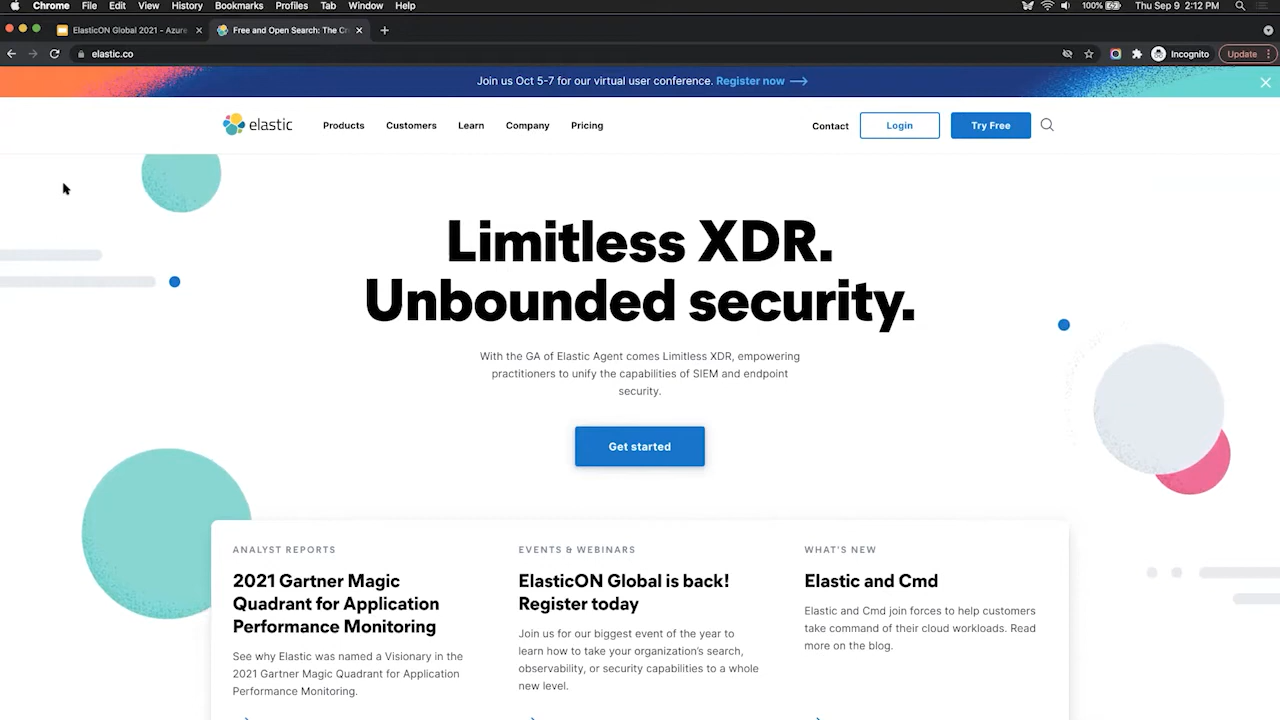 Chrome File Edit View History Bookmarks Profiles Tab Window Help 100% Thu Sep 9 2:12 PM
ElasticON Global 2021 - Azure Free and Open Search: The Cr
elastic.co Incognito Update
Join us Oct 5-7 for our virtual user conference. Register now
elastic Products Customers Learn Company Pricing Contact Login Try Free
Limitless XDR.
Unbounded security.
With the GA of Elastic Agent comes Limitless XDR, empowering
practitioners to unify the capabilities of SIEM and endpoint
security.
Get started
ANALYST REPORTS
2021 Gartner Magic
Quadrant for Application
Performance Monitoring
See why Elastic was named a Visionary in the
2021 Gartner Magic Quadrant for Application
Performance Monitoring.
EVENTS & WEBINARS
ElasticON Global is back!
Register today
Join us for our biggest event of the year to
learn how to take your organization's search,
observability, or security capabilities to a whole
new level.
WHAT'S NEW
Elastic and Cmd
Elastic and Cmd join forces to help customers
take command of their cloud workloads. Read
more on the blog.